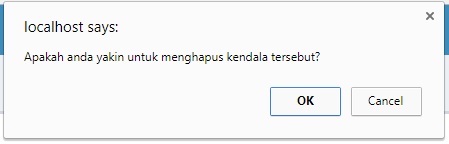 localhost says:
Apakah anda yakin untuk menghapus kendala tersebut?
OK
Cancel